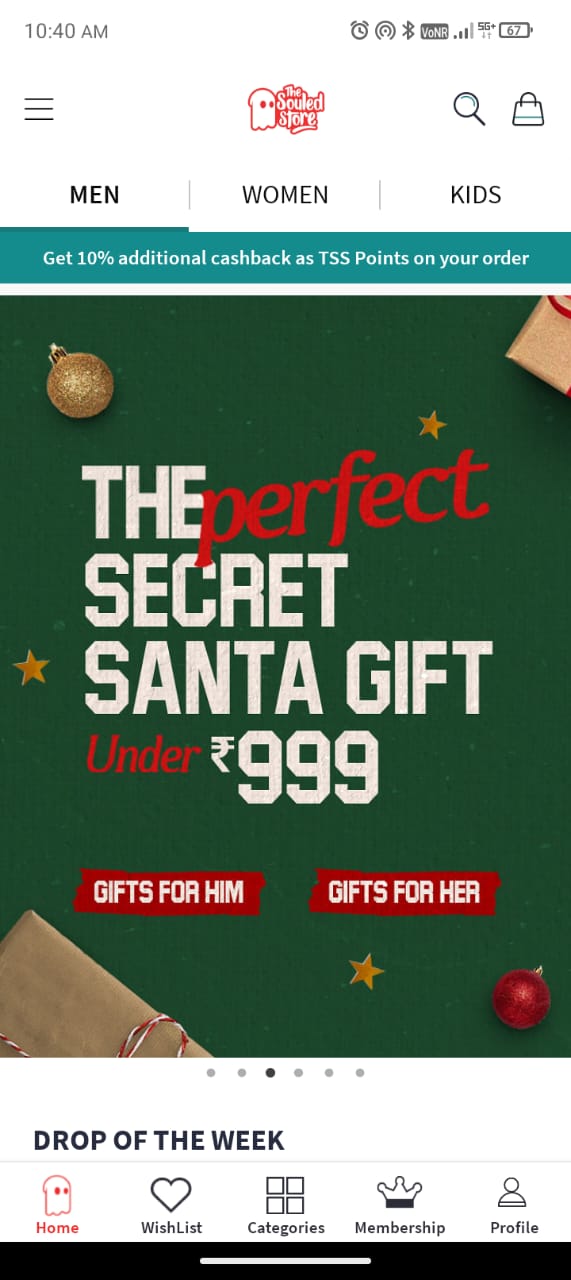 10:40 AM
VoNR 5G+ 67
The
Souled
Store
MEN WOMEN KIDS
Get 10% additional cashback as TSS Points on your order
THE perfect
SECRET
SANTA GIFT
Under ₹999
GIFTS FOR HIM GIFTS FOR HER
DROP OF THE WEEK
Home WishList Categories Membership Profile